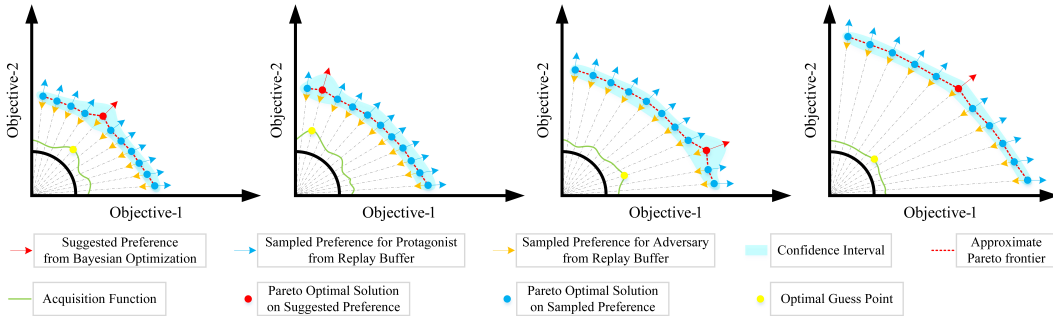 Objective-2
Objective-1
Objective-2
Objective-1
Objective-2
Objective-1
Objective-2
Objective-1
Suggested Preference
from Bayesian Optimization
Sampled Preference for Protagonist
from Replay Buffer
Sampled Preference for Adversary
from Replay Buffer
Confidence Interval
Approximate
Pareto frontier
Acquisition Function
Pareto Optimal Solution
on Suggested Preference
Pareto Optimal Solution
on Sampled Preference
Optimal Guess Point